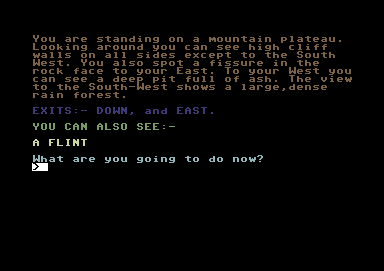 You are standing on a mountain plateau.
Looking around you can see high cliff
walls on all sides except to the South
West. You also spot a fissure in the
rock face to your East. To your West you
can see a deep pit full of ash. The view
to the South-West shows a large,dense
rain forest.
EXITS:- DOWN, and EAST.
YOU CAN ALSO SEE:-
A FLINT
What are you going to do now?
>